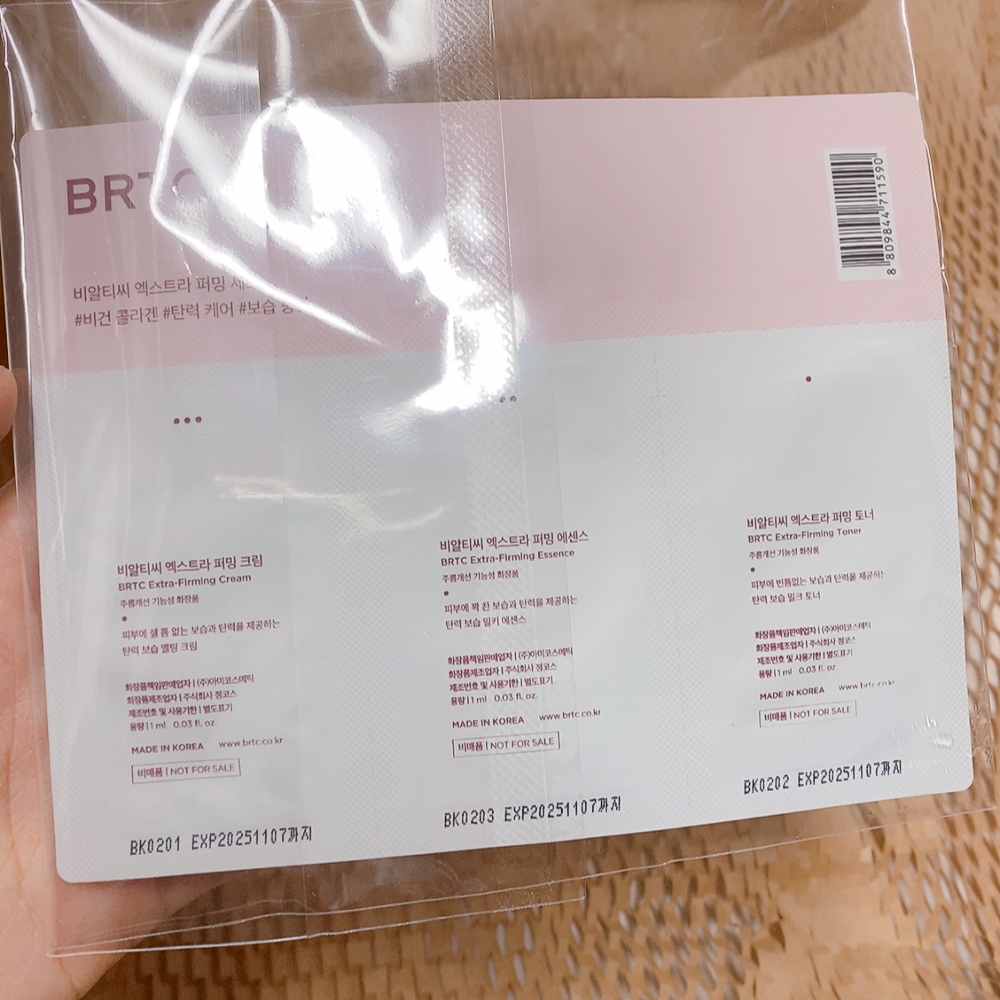 BRTC
비알티씨 엑스트라 퍼밍
#비건 콜라겐 #탄력 케어 #보습
8 809844 711590
비알티씨 엑스트라 퍼밍 크림
BRTC Extra-Firming Cream
주름개선 기능성 화장품
피부에 샐 틈 없는 보습과 탄력을 제공하는
탄력 보습 멜팅 크림
화장품책임판매업자 | (주)아미코스메틱
화장품제조업자 | 주식회사 정코스
제조번호 및 사용기한 | 별도표기
용량 | 1 ml 0.03 fl. oz.
MADE IN KOREA www.brtc.co.kr
비매품 | NOT FOR SALE
BK0201 EXP20251107까지
비알티씨 엑스트라 퍼밍 에센스
BRTC Extra-Firming Essence
주름개선 기능성 화장품
피부에 꽉 찬 보습과 탄력을 제공하는
탄력 보습 밀키 에센스
화장품책임판매업자 | (주)아미코스메틱
화장품제조업자 | 주식회사 정코스
제조번호 및 사용기한 | 별도표기
용량 | 1 ml 0.03 fl. oz.
MADE IN KOREA www.brtc.co.kr
비매품 | NOT FOR SALE
BK0203 EXP20251107까지
비알티씨 엑스트라 퍼밍 토너
BRTC Extra-Firming Toner
주름개선 기능성 화장품
피부에 빈틈없는 보습과 탄력을 제공하는
탄력 보습 밀크 토너
화장품책임판매업자 | (주)아미코스메틱
화장품제조업자 | 주식회사 정코스
제조번호 및 사용기한 | 별도표기
용량 | 1 ml 0.03 fl. oz.
MADE IN KOREA www.brtc.co.kr
비매품 | NOT FOR SALE
BK0202 EXP20251107까지